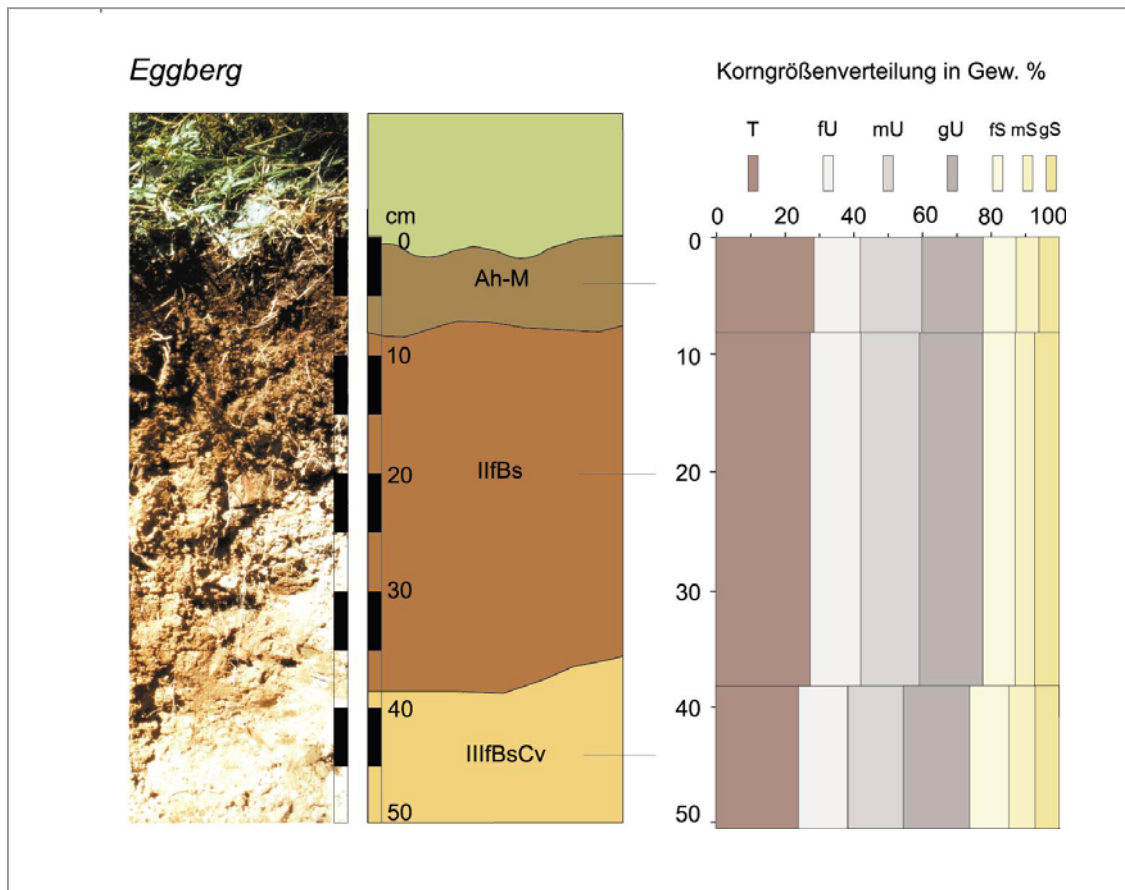 Eggberg
Korngrößenverteilung in Gew. %
T fU mU gU fS mS gS
0 20 40 60 80 100
cm
0
Ah-M
10
IIfBs
20
30
40
IIIfBsCv
50
0
10
20
30
40
50